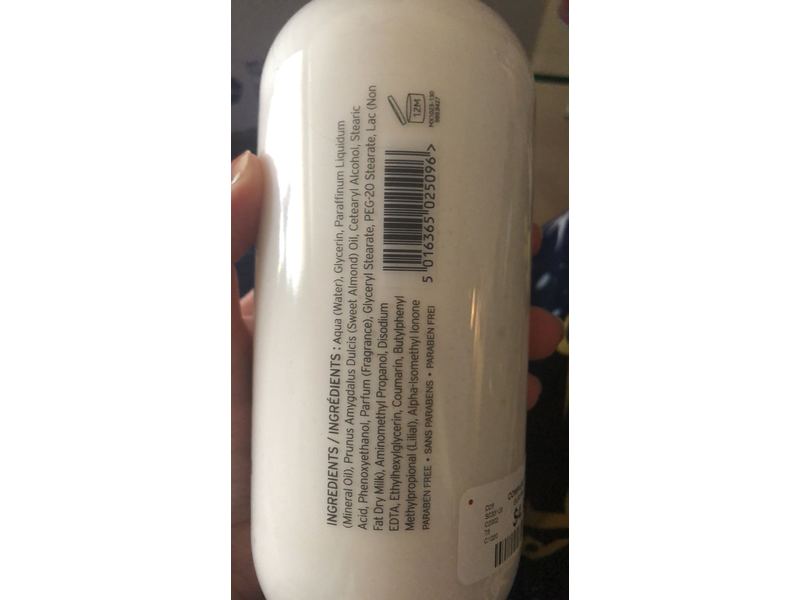 INGREDIENTS / INGRÉDIENTS : Aqua (Water), Glycerin, Paraffinum Liquidum
(Mineral Oil), Prunus Amygdalus Dulcis (Sweet Almond) Oil, Cetearyl Alcohol, Stearic
Acid, Phenoxyethanol, Parfum (Fragrance), Glyceryl Stearate, PEG-20 Stearate, Lac (Non
Fat Dry Milk), Aminomethyl Propanol, Disodium
EDTA, Ethylhexylglycerin, Coumarin, Butylphenyl
Methylpropional (Lilial), Alpha-Isomethyl Ionone
PARABEN FREE • SANS PARABENS • PARABEN FREI
5 016365 025096 >
12M